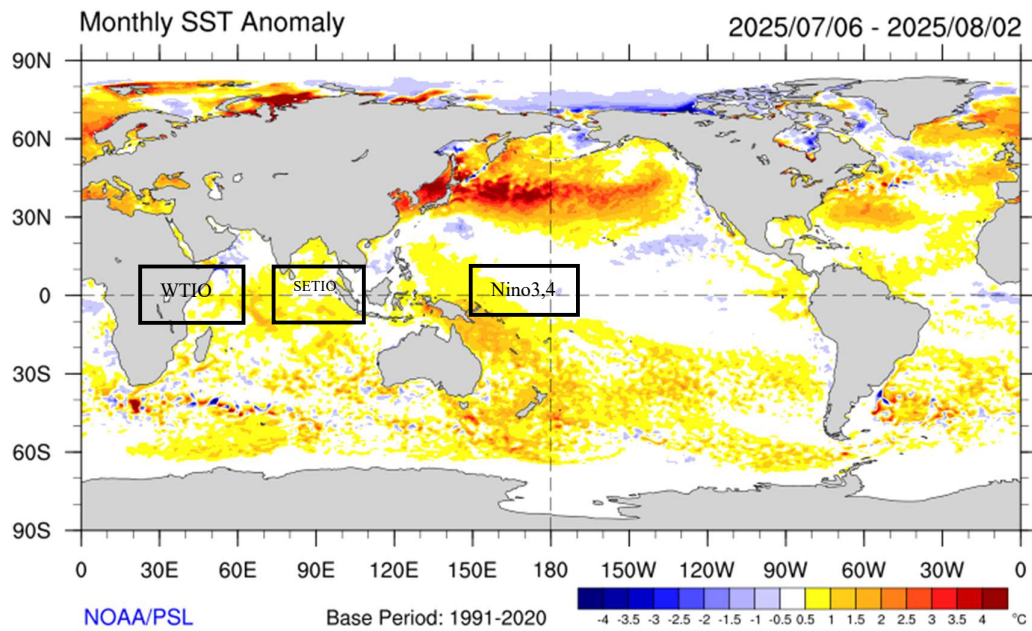 Monthly SST Anomaly 2025/07/06 - 2025/08/02
90N
60N
30N
0
30S
60S
90S
WTIO SETIO Nino3,4
0 30E 60E 90E 120E 150E 180 150W 120W 90W 60W 30W 0
NOAA/PSL Base Period: 1991-2020
-4 -3.5 -3 -2.5 -2 -1.5 -1 -0.5 0.5 1 1.5 2 2.5 3 3.5 4 °C